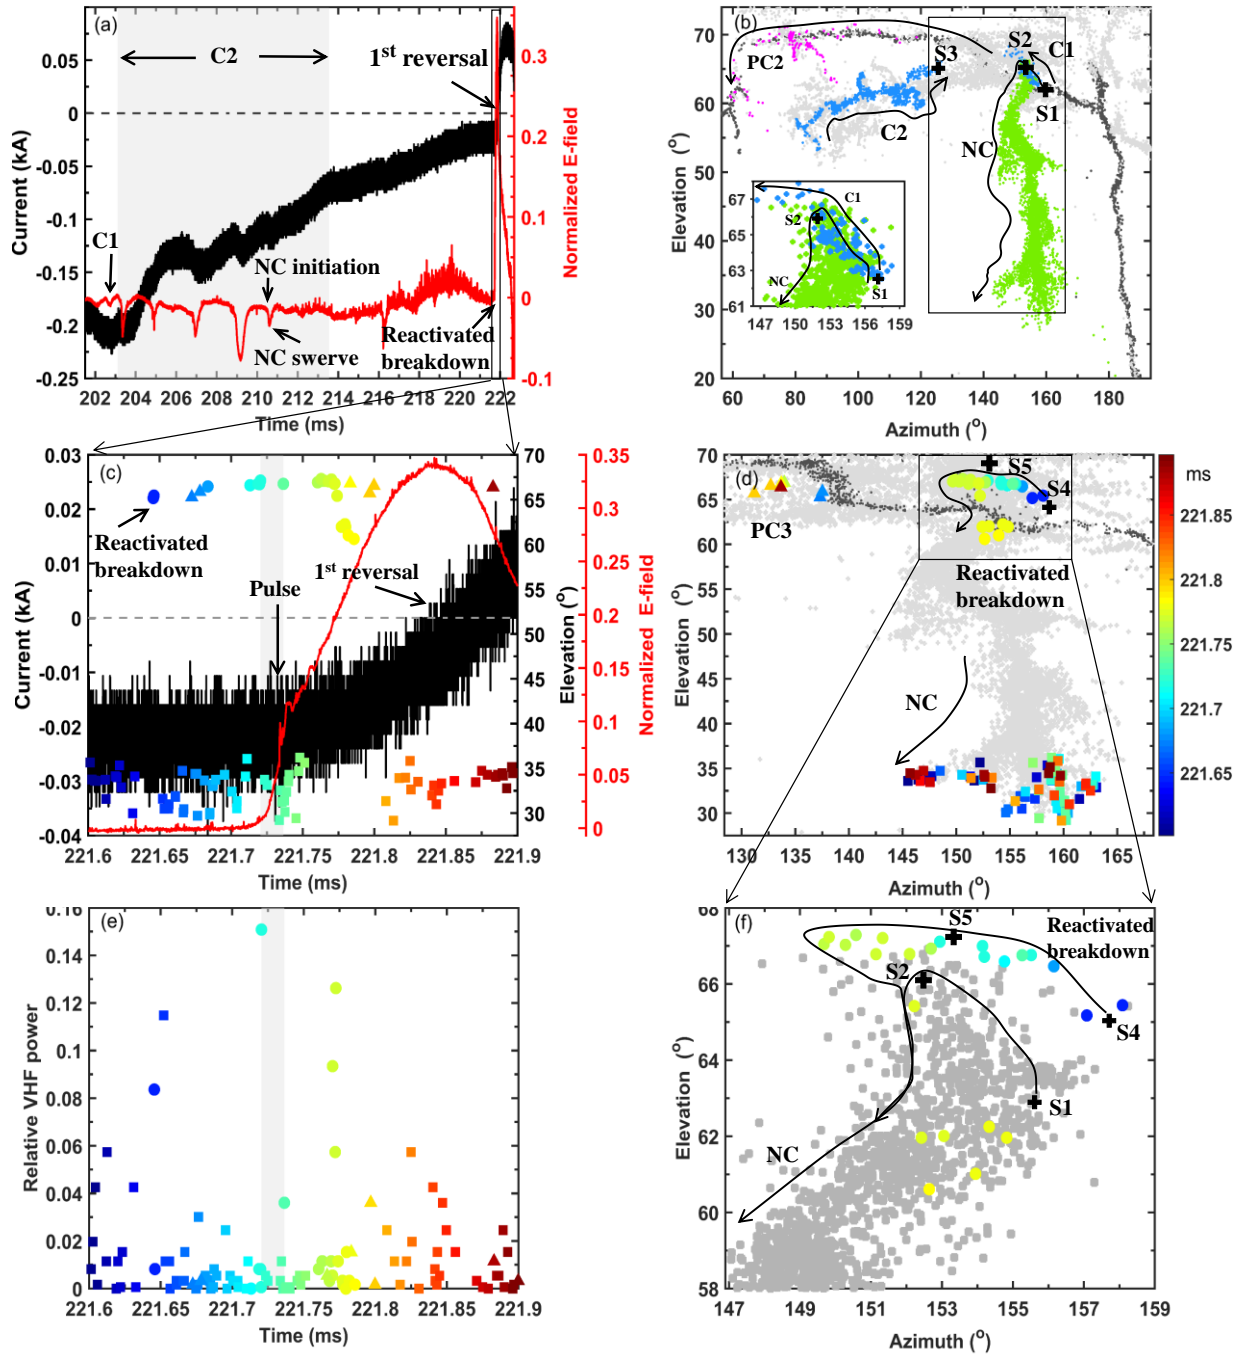 (a)
C2
1st reversal
C1
NC initiation
NC swerve
Reactivated
breakdown
Current (kA)
0.05
0
-0.05
-0.1
-0.15
-0.2
-0.25
Normalized E-field
0.3
0.2
0.1
0
-0.1
202 204 206 208 210 212 214 216 218 220 222
Time (ms)
(b)
PC2
S3
S2
C1
S1
C2
NC
Elevation (o)
70
60
50
40
30
20
67
65
63
61
C1
S2
NC
S1
147 150 153 156 159
60 80 100 120 140 160 180
Azimuth (o)
(c)
Reactivated
breakdown
Pulse
1st reversal
Current (kA)
0.03
0.02
0.01
0
-0.01
-0.02
-0.03
-0.04
Elevation (o)
70
65
60
55
50
45
40
35
30
Normalized E-field
0.35
0.3
0.25
0.2
0.15
0.1
0.05
0
221.6 221.65 221.7 221.75 221.8 221.85 221.9
Time (ms)
(d)
S5
S4
PC3
Reactivated
breakdown
NC
Elevation (o)
70
65
60
55
50
45
40
35
30
130 135 140 145 150 155 160 165
Azimuth (o)
ms
221.85
221.8
221.75
221.7
221.65
(e)
Relative VHF power
0.16
0.15
0.14
0.12
0.1
0.08
0.06
0.04
0.02
0
221.6 221.65 221.7 221.75 221.8 221.85 221.9
Time (ms)
(f)
S5
Reactivated
breakdown
S2
S4
S1
NC
Elevation (o)
68
66
64
62
60
58
147 149 151 153 155 157 159
Azimuth (o)